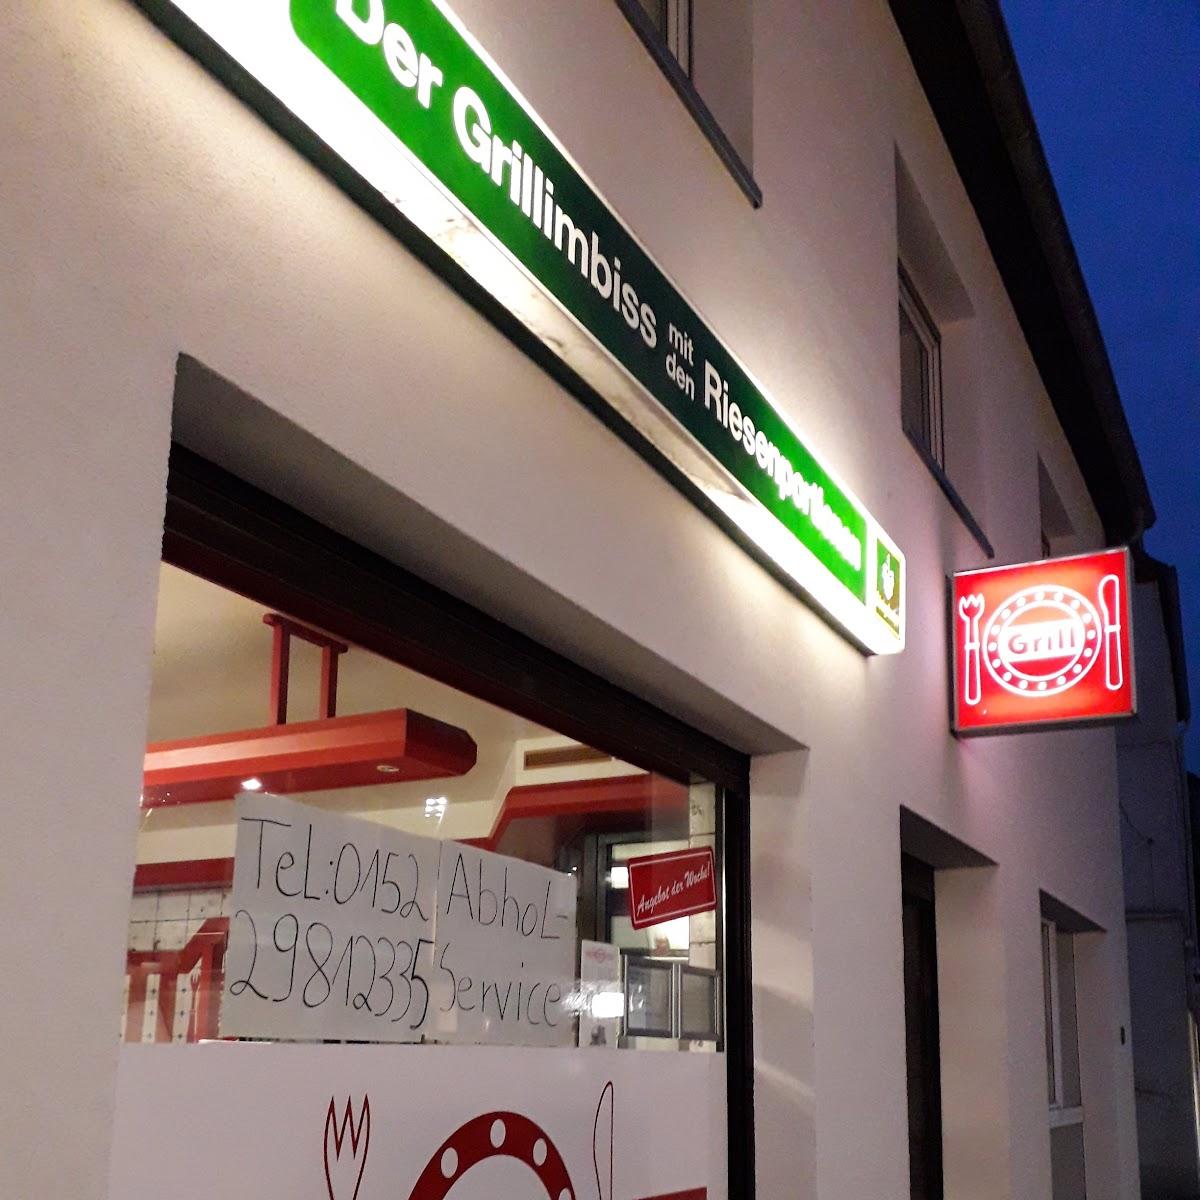 Der Grillimbiss mit den Riesenportionen
Grill
Tel.: 0152
29812335
Abhol-
Service
Angebot der Woche!